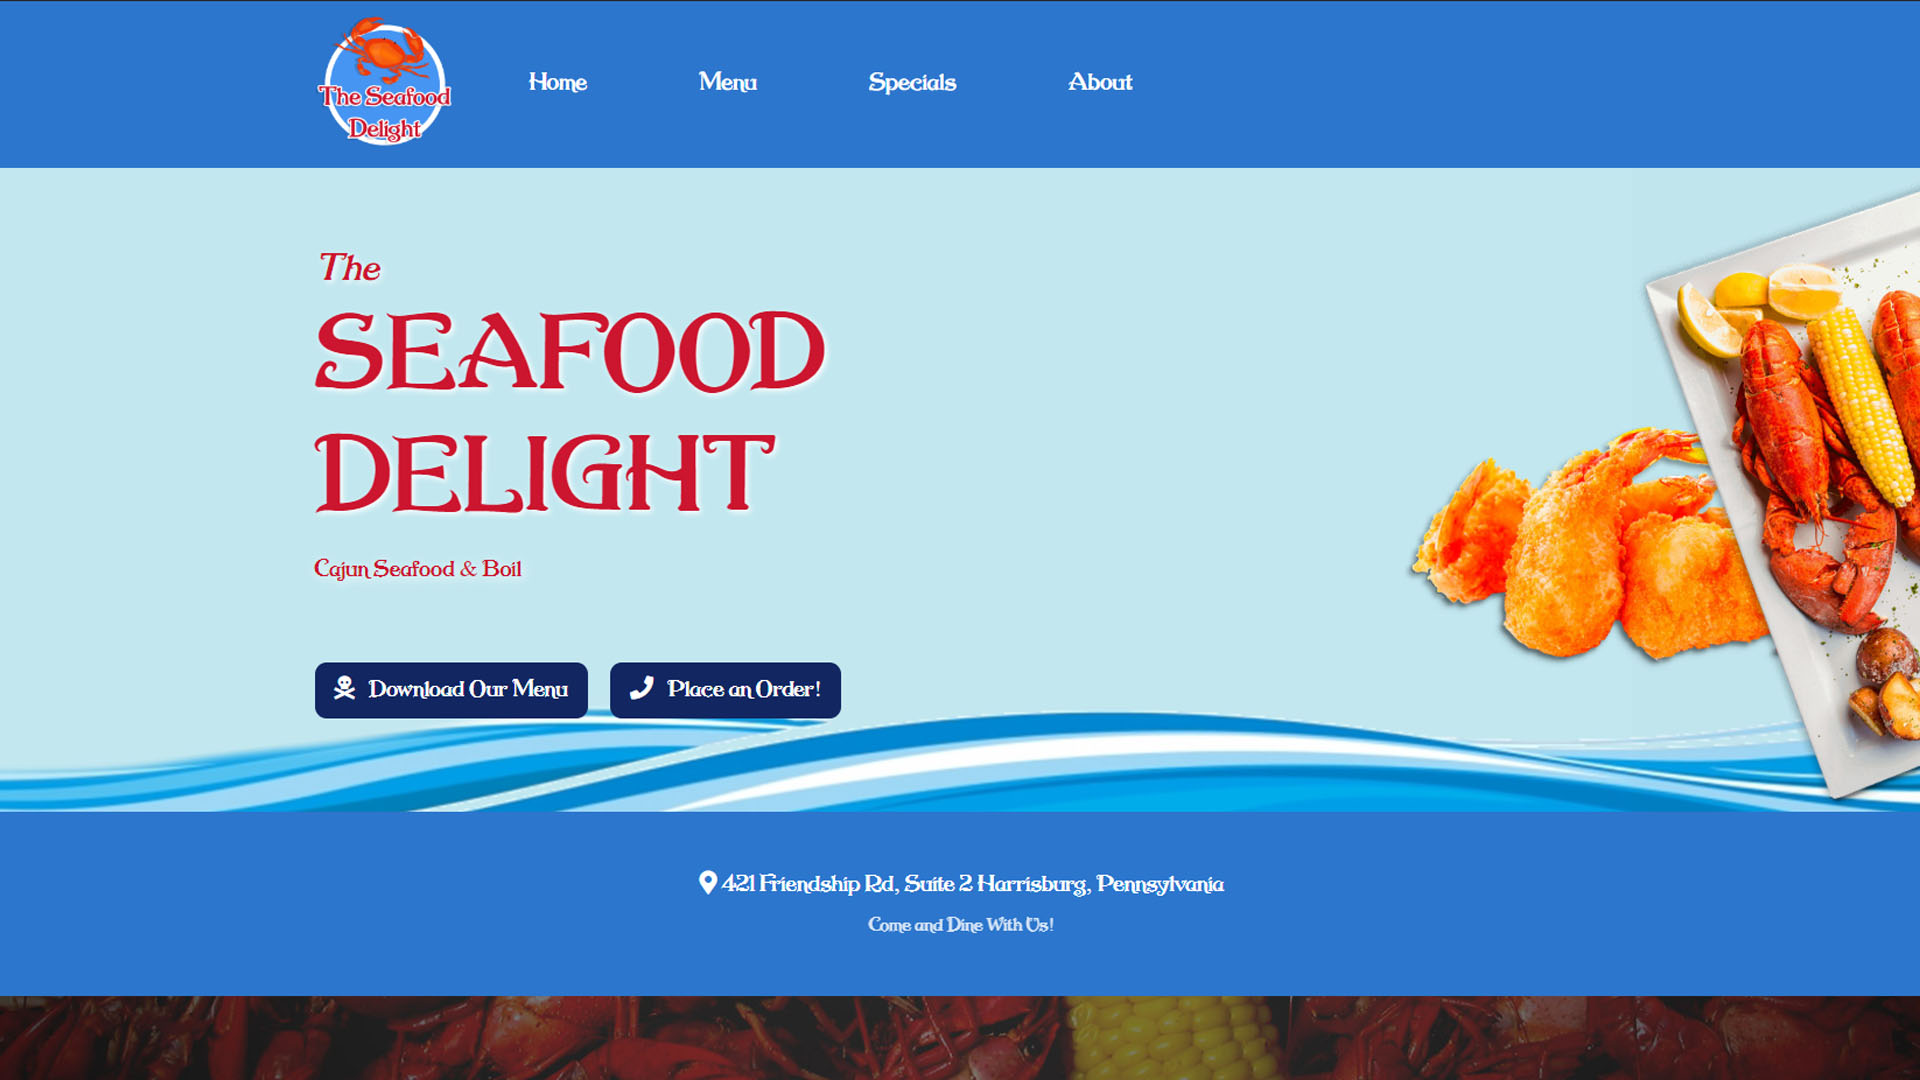 The Seafood
Delight
Home
Menu
Specials
About
The
SEAFOOD
DELIGHT
Cajun Seafood & Boil
Download Our Menu
Place an Order!
421 Friendship Rd, Suite 2 Harrisburg, Pennsylvania
Come and Dine With Us!